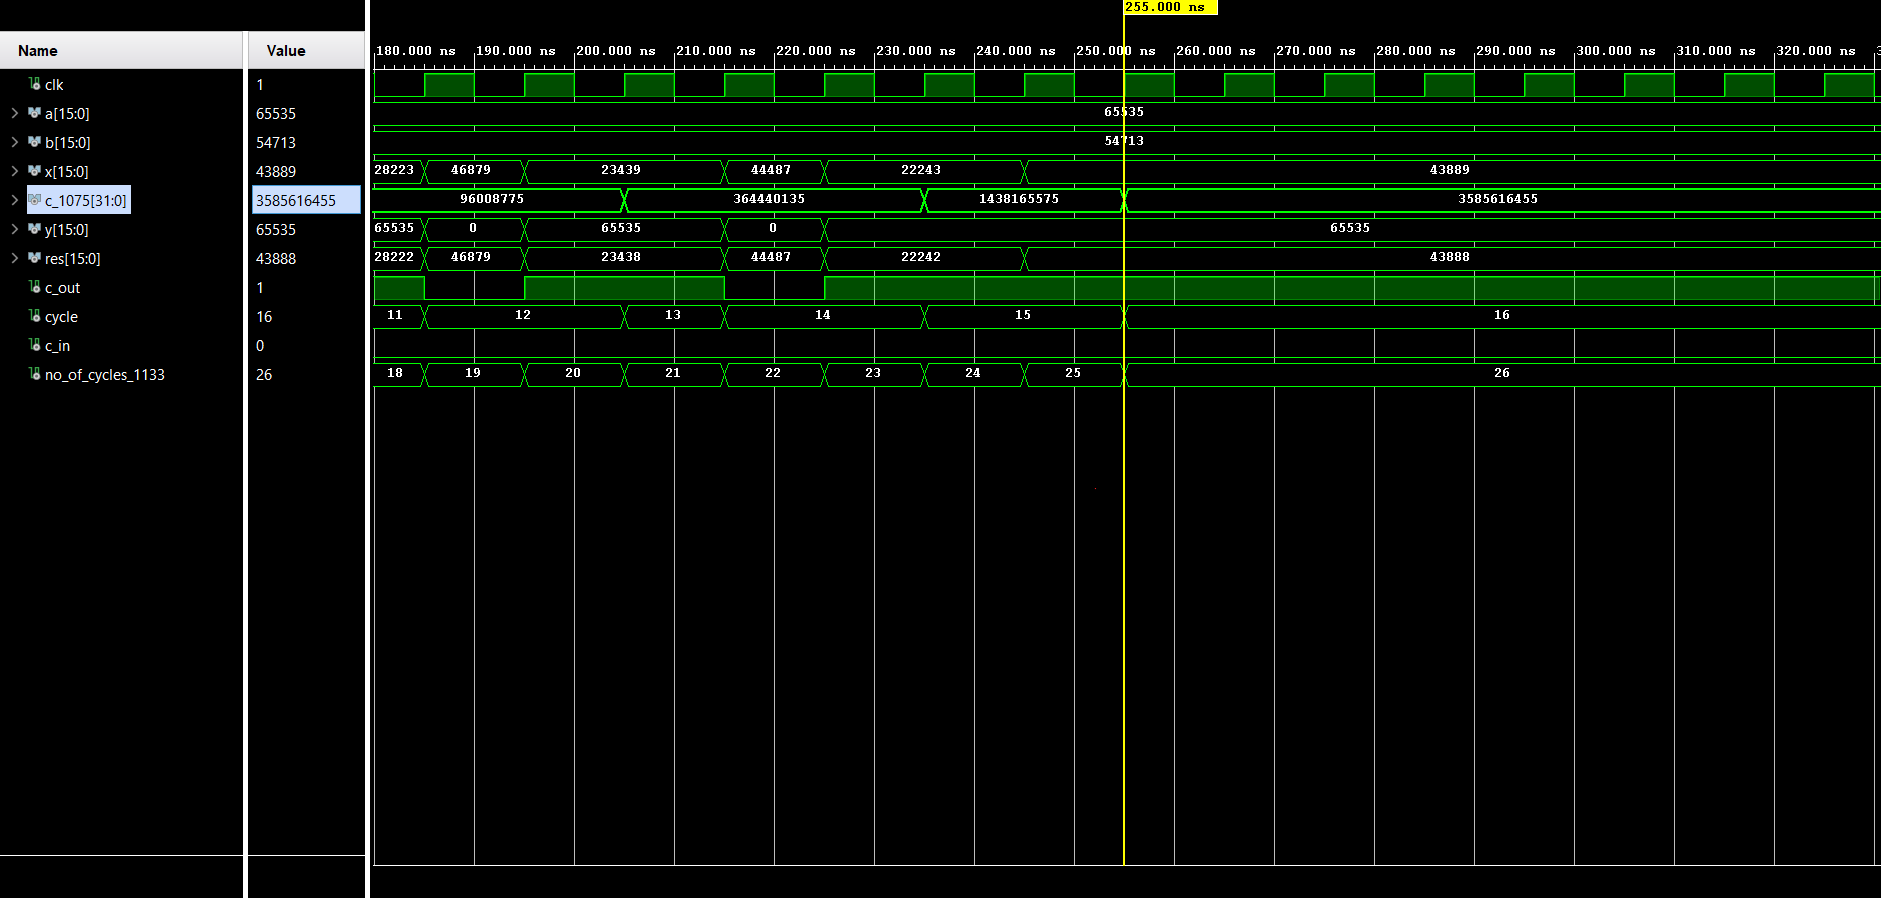 255.000 ns
Name Value 180.000 ns 190.000 ns 200.000 ns 210.000 ns 220.000 ns 230.000 ns 240.000 ns 250.000 ns 260.000 ns 270.000 ns 280.000 ns 290.000 ns 300.000 ns 310.000 ns 320.000 ns
clk 1
a[15:0] 65535 65535
b[15:0] 54713 54713
x[15:0] 43889 28223 46879 23439 44487 22243 43889
c_1075[31:0] 3585616455 96008775 364440135 1438165575 3585616455
y[15:0] 65535 65535 0 65535 0 65535
res[15:0] 43888 28222 46879 23438 44487 22242 43888
c_out 1
cycle 16 11 12 13 14 15 16
c_in 0
no_of_cycles_1133 26 18 19 20 21 22 23 24 25 26